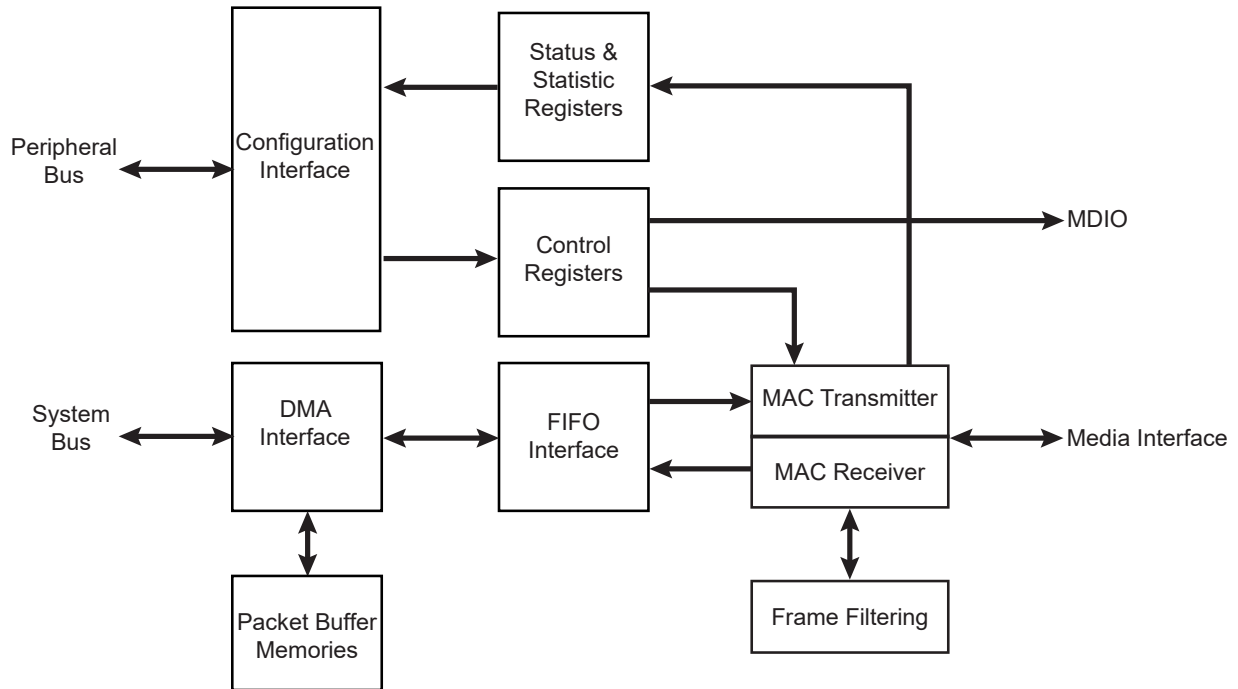 Status &
Statistic
Registers
Configuration
Interface
Peripheral
Bus
Control
Registers
MDIO
System
Bus
DMA
Interface
FIFO
Interface
MAC Transmitter
MAC Receiver
Media Interface
Packet Buffer
Memories
Frame Filtering